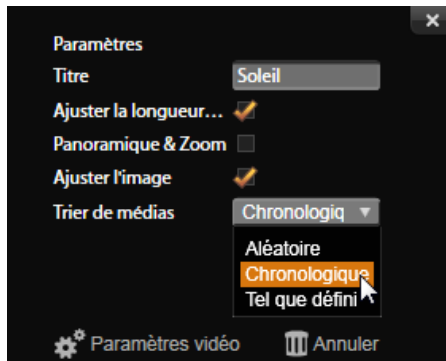 Paramètres
Titre Soleil
Ajuster la longueur...
Panoramique & Zoom
Ajuster l'image
Trier de médias Chronologiq
Aléatoire
Chronologique
Tel que défini
Paramètres vidéo Annuler